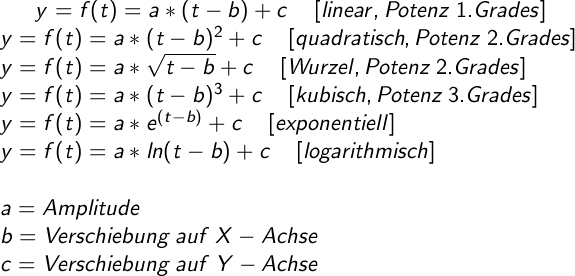 y = f(t) = a ∗ (t − b) + c [linear, Potenz 1.Grades]
y = f(t) = a ∗ (t − b)² + c [quadratisch, Potenz 2.Grades]
y = f(t) = a ∗ √(t − b) + c [Wurzel, Potenz 2.Grades]
y = f(t) = a ∗ (t − b)³ + c [kubisch, Potenz 3.Grades]
y = f(t) = a ∗ e^(t−b) + c [exponentiell]
y = f(t) = a ∗ ln(t − b) + c [logarithmisch]
a = Amplitude
b = Verschiebung auf X − Achse
c = Verschiebung auf Y − Achse